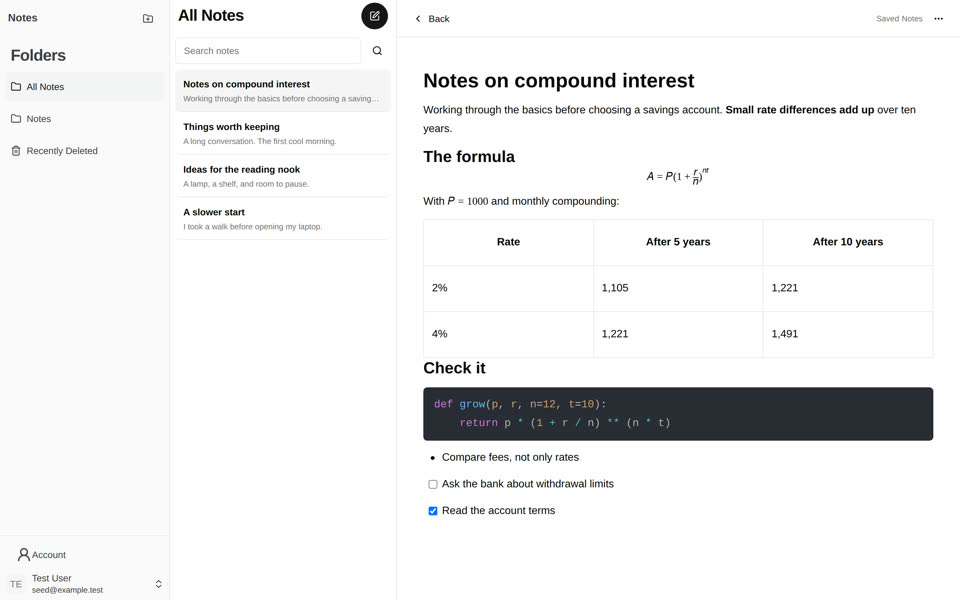 Notes
Folders
All Notes
Notes
Recently Deleted
Account
TE
Test User
seed@example.test
All Notes
Search notes
Notes on compound interest
Working through the basics before choosing a saving…
Things worth keeping
A long conversation. The first cool morning.
Ideas for the reading nook
A lamp, a shelf, and room to pause.
A slower start
I took a walk before opening my laptop.
Back
Saved Notes
Notes on compound interest
Working through the basics before choosing a savings account. Small rate differences add up over ten
years.
The formula
A = P(1 + r/n)^nt
With P = 1000 and monthly compounding:
Rate After 5 years After 10 years
2% 1,105 1,221
4% 1,221 1,491
Check it
def grow(p, r, n=12, t=10):
    return p * (1 + r / n) ** (n * t)
• Compare fees, not only rates
Ask the bank about withdrawal limits
Read the account terms